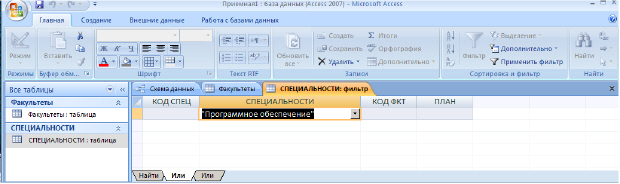 Приемная1 : база данных (Access 2007) - Microsoft Access
Главная Создание Внешние данные Работа с базами данных
Режим
Режимы
Вставить
Буфер обм...
Ж К Ч
Шрифт
Текст RTF
Обновить все
Создать
Сохранить
Удалить
Итоги
Орфография
Дополнительно
Записи
Фильтр
Выделение
Дополнительно
Применить фильтр
Сортировка и фильтр
Найти
Найти
Все таблицы
Факультеты
Факультеты : таблица
СПЕЦИАЛЬНОСТИ
СПЕЦИАЛЬНОСТИ : таблица
Схема данных Факультеты СПЕЦИАЛЬНОСТИ: фильтр
КОД СПЕЦ СПЕЦИАЛЬНОСТИ КОД ФКТ ПЛАН
"Программное обеспечение"
Найти Или Или